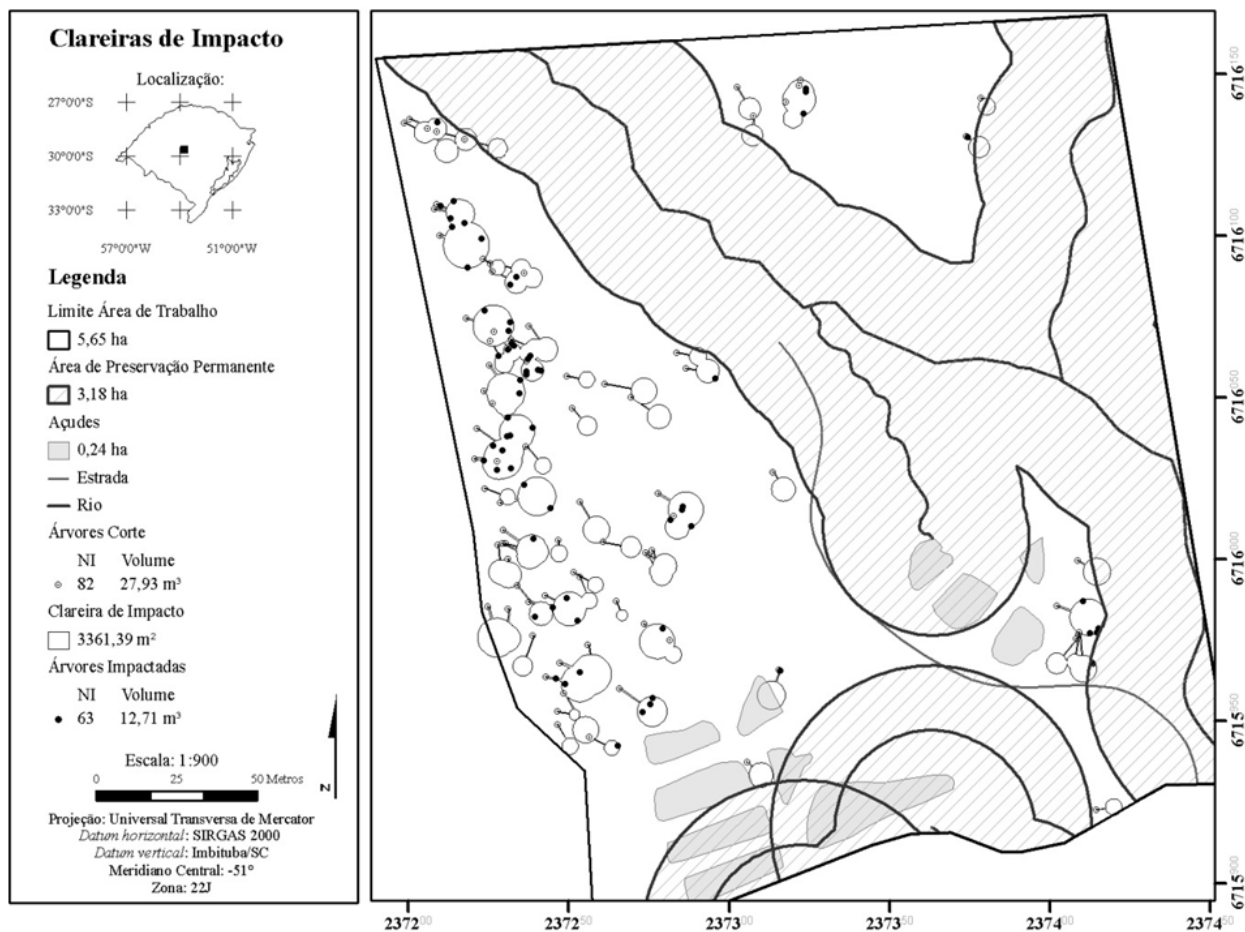 Clareiras de Impacto
Localização:
27°0'0"S
30°0'0"S
33°0'0"S
57°0'0"W 51°0'0"W
Legenda
Limite Área de Trabalho
5,65 ha
Área de Preservação Permanente
3,18 ha
Açudes
0,24 ha
Estrada
Rio
Árvores Corte
NI Volume
82 27,93 m³
Clareira de Impacto
3361,39 m²
Árvores Impactadas
NI Volume
63 12,71 m³
Escala: 1:900
0 25 50 Metros
N
Projeção: Universal Transversa de Mercator
Datum horizontal: SIRGAS 2000
Datum vertical: Imbituba/SC
Meridiano Central: -51°
Zona: 22J
6716150
6716100
6716050
6716000
6715950
6715900
237200 237250 237300 237350 237400 237450